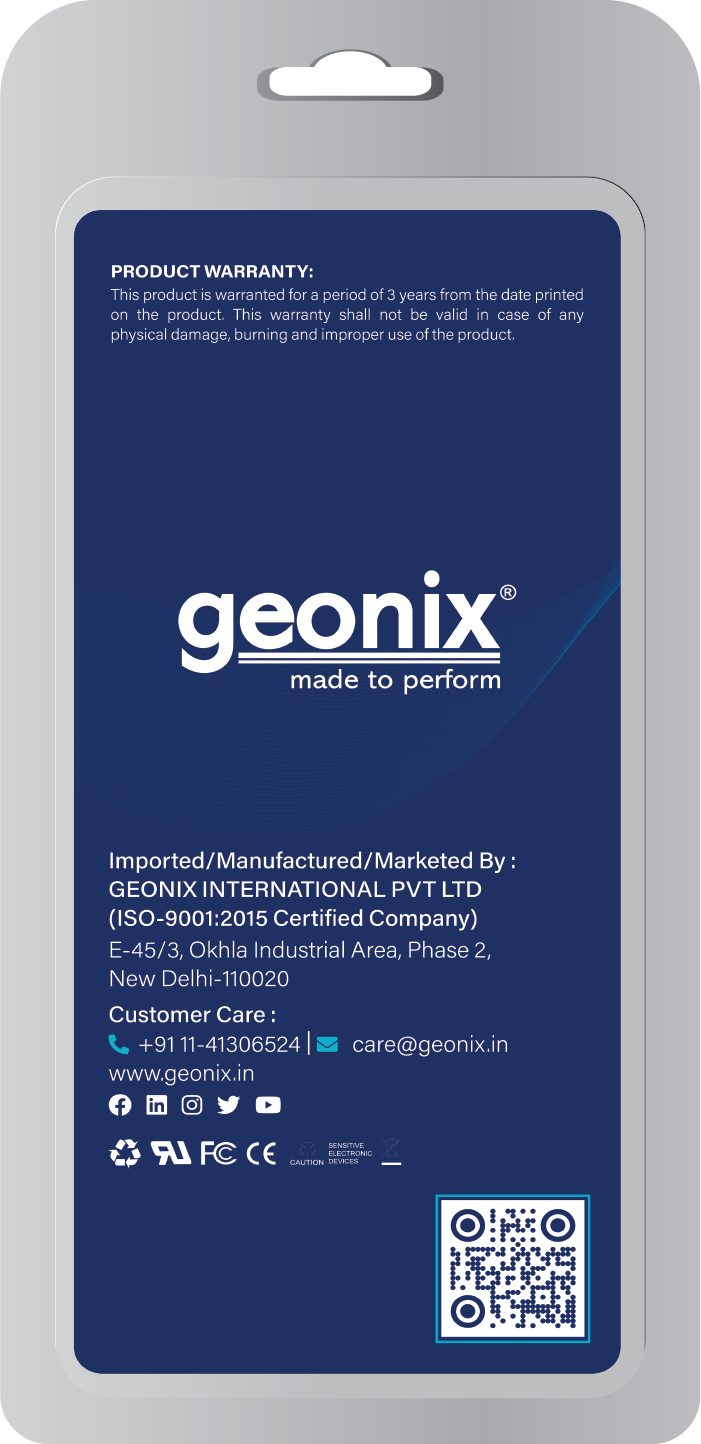 PRODUCT WARRANTY:
This product is warranted for a period of 3 years from the date printed
on the product. This warranty shall not be valid in case of any
physical damage, burning and improper use of the product.
geonix®
made to perform
Imported/Manufactured/Marketed By :
GEONIX INTERNATIONAL PVT LTD
(ISO-9001:2015 Certified Company)
E-45/3, Okhla Industrial Area, Phase 2,
New Delhi-110020
Customer Care :
+91 11-41306524 | care@geonix.in
www.geonix.in
FC CE CAUTION SENSITIVE
ELECTRONIC
DEVICES